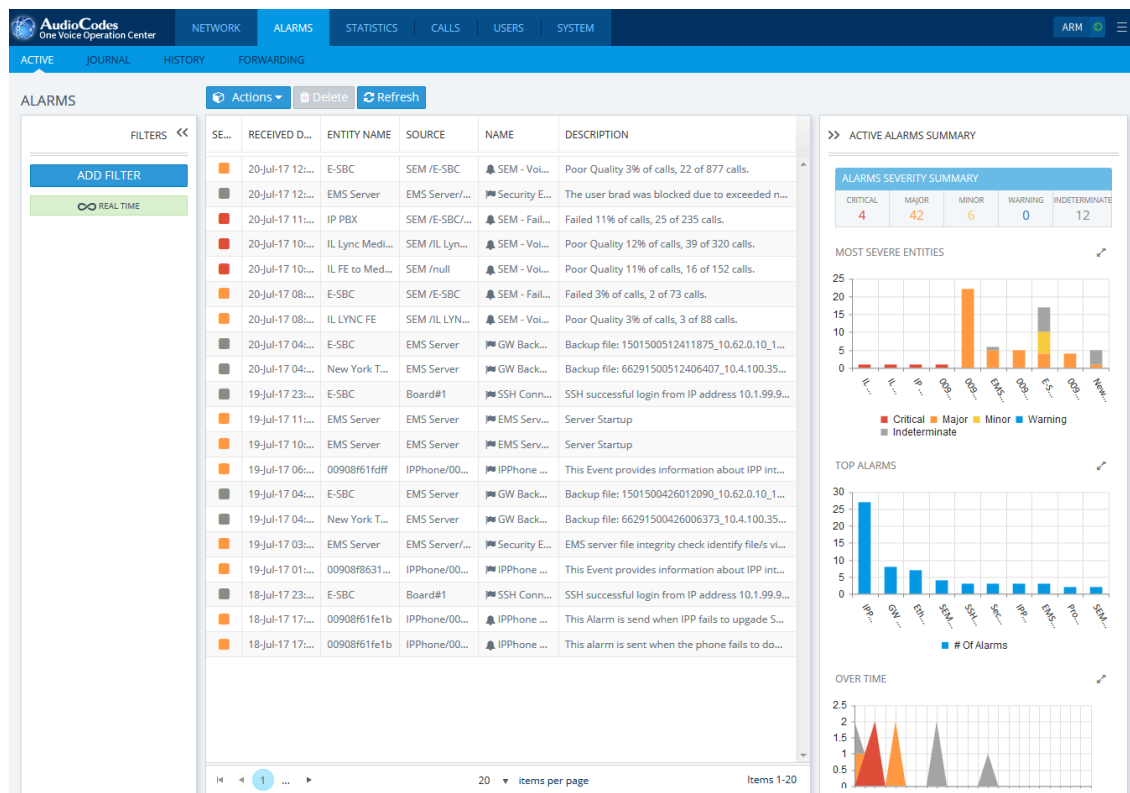 AudioCodes
One Voice Operation Center
NETWORK ALARMS STATISTICS CALLS USERS SYSTEM ARM
ACTIVE JOURNAL HISTORY FORWARDING
ALARMS
Actions Delete Refresh
FILTERS
ADD FILTER
REAL TIME
SE... RECEIVED D... ENTITY NAME SOURCE NAME DESCRIPTION
20-Jul-17 12:... E-SBC SEM /E-SBC SEM - Voi... Poor Quality 3% of calls, 22 of 877 calls.
20-Jul-17 12:... EMS Server EMS Server/... Security E... The user brad was blocked due to exceeded n...
20-Jul-17 11:... IP PBX SEM /E-SBC/... SEM - Fail... Failed 11% of calls, 25 of 235 calls.
20-Jul-17 10:... IL Lync Medi... SEM /IL Lyn... SEM - Voi... Poor Quality 12% of calls, 39 of 320 calls.
20-Jul-17 10:... IL FE to Med... SEM /null SEM - Voi... Poor Quality 11% of calls, 16 of 152 calls.
20-Jul-17 08:... E-SBC SEM /E-SBC SEM - Fail... Failed 3% of calls, 2 of 73 calls.
20-Jul-17 08:... IL LYNC FE SEM /IL LYN... SEM - Voi... Poor Quality 3% of calls, 3 of 88 calls.
20-Jul-17 04:... E-SBC EMS Server GW Back... Backup file: 1501500512411875_10.62.0.10_1...
20-Jul-17 04:... New York T... EMS Server GW Back... Backup file: 66291500512406407_10.4.100.35...
19-Jul-17 23:... E-SBC Board#1 SSH Conn... SSH successful login from IP address 10.1.99.9...
19-Jul-17 11:... EMS Server EMS Server EMS Serv... Server Startup
19-Jul-17 10:... EMS Server EMS Server EMS Serv... Server Startup
19-Jul-17 06:... 00908f61fdff IPPhone/00... IPPhone ... This Event provides information about IPP int...
19-Jul-17 04:... E-SBC EMS Server GW Back... Backup file: 1501500426012090_10.62.0.10_1...
19-Jul-17 04:... New York T... EMS Server GW Back... Backup file: 66291500426006373_10.4.100.35...
19-Jul-17 03:... EMS Server EMS Server/... Security E... EMS server file integrity check identify file/s vi...
19-Jul-17 01:... 00908f8631... IPPhone/00... IPPhone ... This Event provides information about IPP int...
18-Jul-17 23:... E-SBC Board#1 SSH Conn... SSH successful login from IP address 10.1.99.9...
18-Jul-17 17:... 00908f61fe1b IPPhone/00... IPPhone ... This Alarm is send when IPP fails to upgade S...
18-Jul-17 17:... 00908f61fe1b IPPhone/00... IPPhone ... This alarm is sent when the phone fails to do...
1 ... 20 items per page Items 1-20
ACTIVE ALARMS SUMMARY
ALARMS SEVERITY SUMMARY
CRITICAL MAJOR MINOR WARNING INDETERMINATE
4 42 6 0 12
MOST SEVERE ENTITIES
25
20
15
10
5
0
IL ... IL ... IP ... 009... 009... EMS... 009... E-S... 009... New...
Critical Major Minor Warning
Indeterminate
TOP ALARMS
30
25
20
15
10
5
0
IPP... GW ... Eth... SEM... SSH... Sec... IPP... EMS... Pro... SEM...
# Of Alarms
OVER TIME
2.5
2
1.5
1
0.5
0